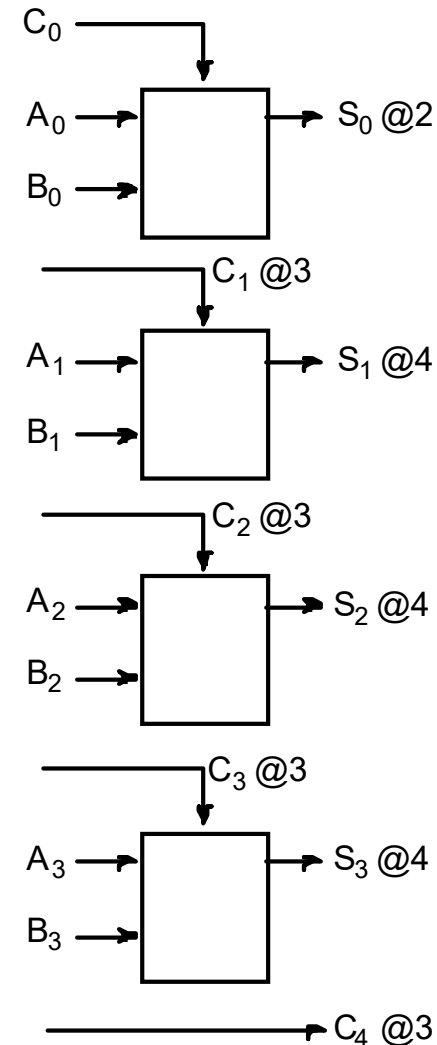 C₀
A₀ S₀ @2
B₀
C₁ @3
A₁ S₁ @4
B₁
C₂ @3
A₂ S₂ @4
B₂
C₃ @3
A₃ S₃ @4
B₃
C₄ @3